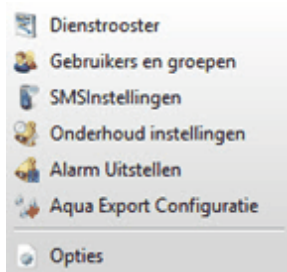 Dienstrooster
Gebruikers en groepen
SMSInstellingen
Onderhoud instellingen
Alarm Uitstellen
Aqua Export Configuratie
Opties